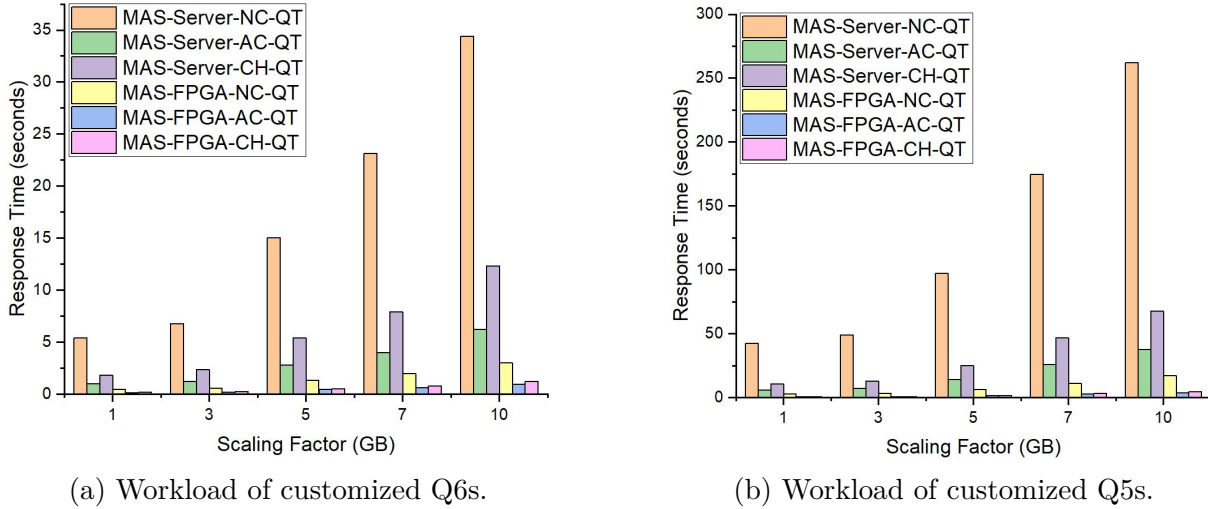 35
30
25
20
15
10
5
0
Response Time (seconds)
MAS-Server-NC-QT
MAS-Server-AC-QT
MAS-Server-CH-QT
MAS-FPGA-NC-QT
MAS-FPGA-AC-QT
MAS-FPGA-CH-QT
1 3 5 7 10
Scaling Factor (GB)
(a) Workload of customized Q6s.
300
250
200
150
100
50
0
Response Time (seconds)
MAS-Server-NC-QT
MAS-Server-AC-QT
MAS-Server-CH-QT
MAS-FPGA-NC-QT
MAS-FPGA-AC-QT
MAS-FPGA-CH-QT
1 3 5 7 10
Scaling Factor (GB)
(b) Workload of customized Q5s.